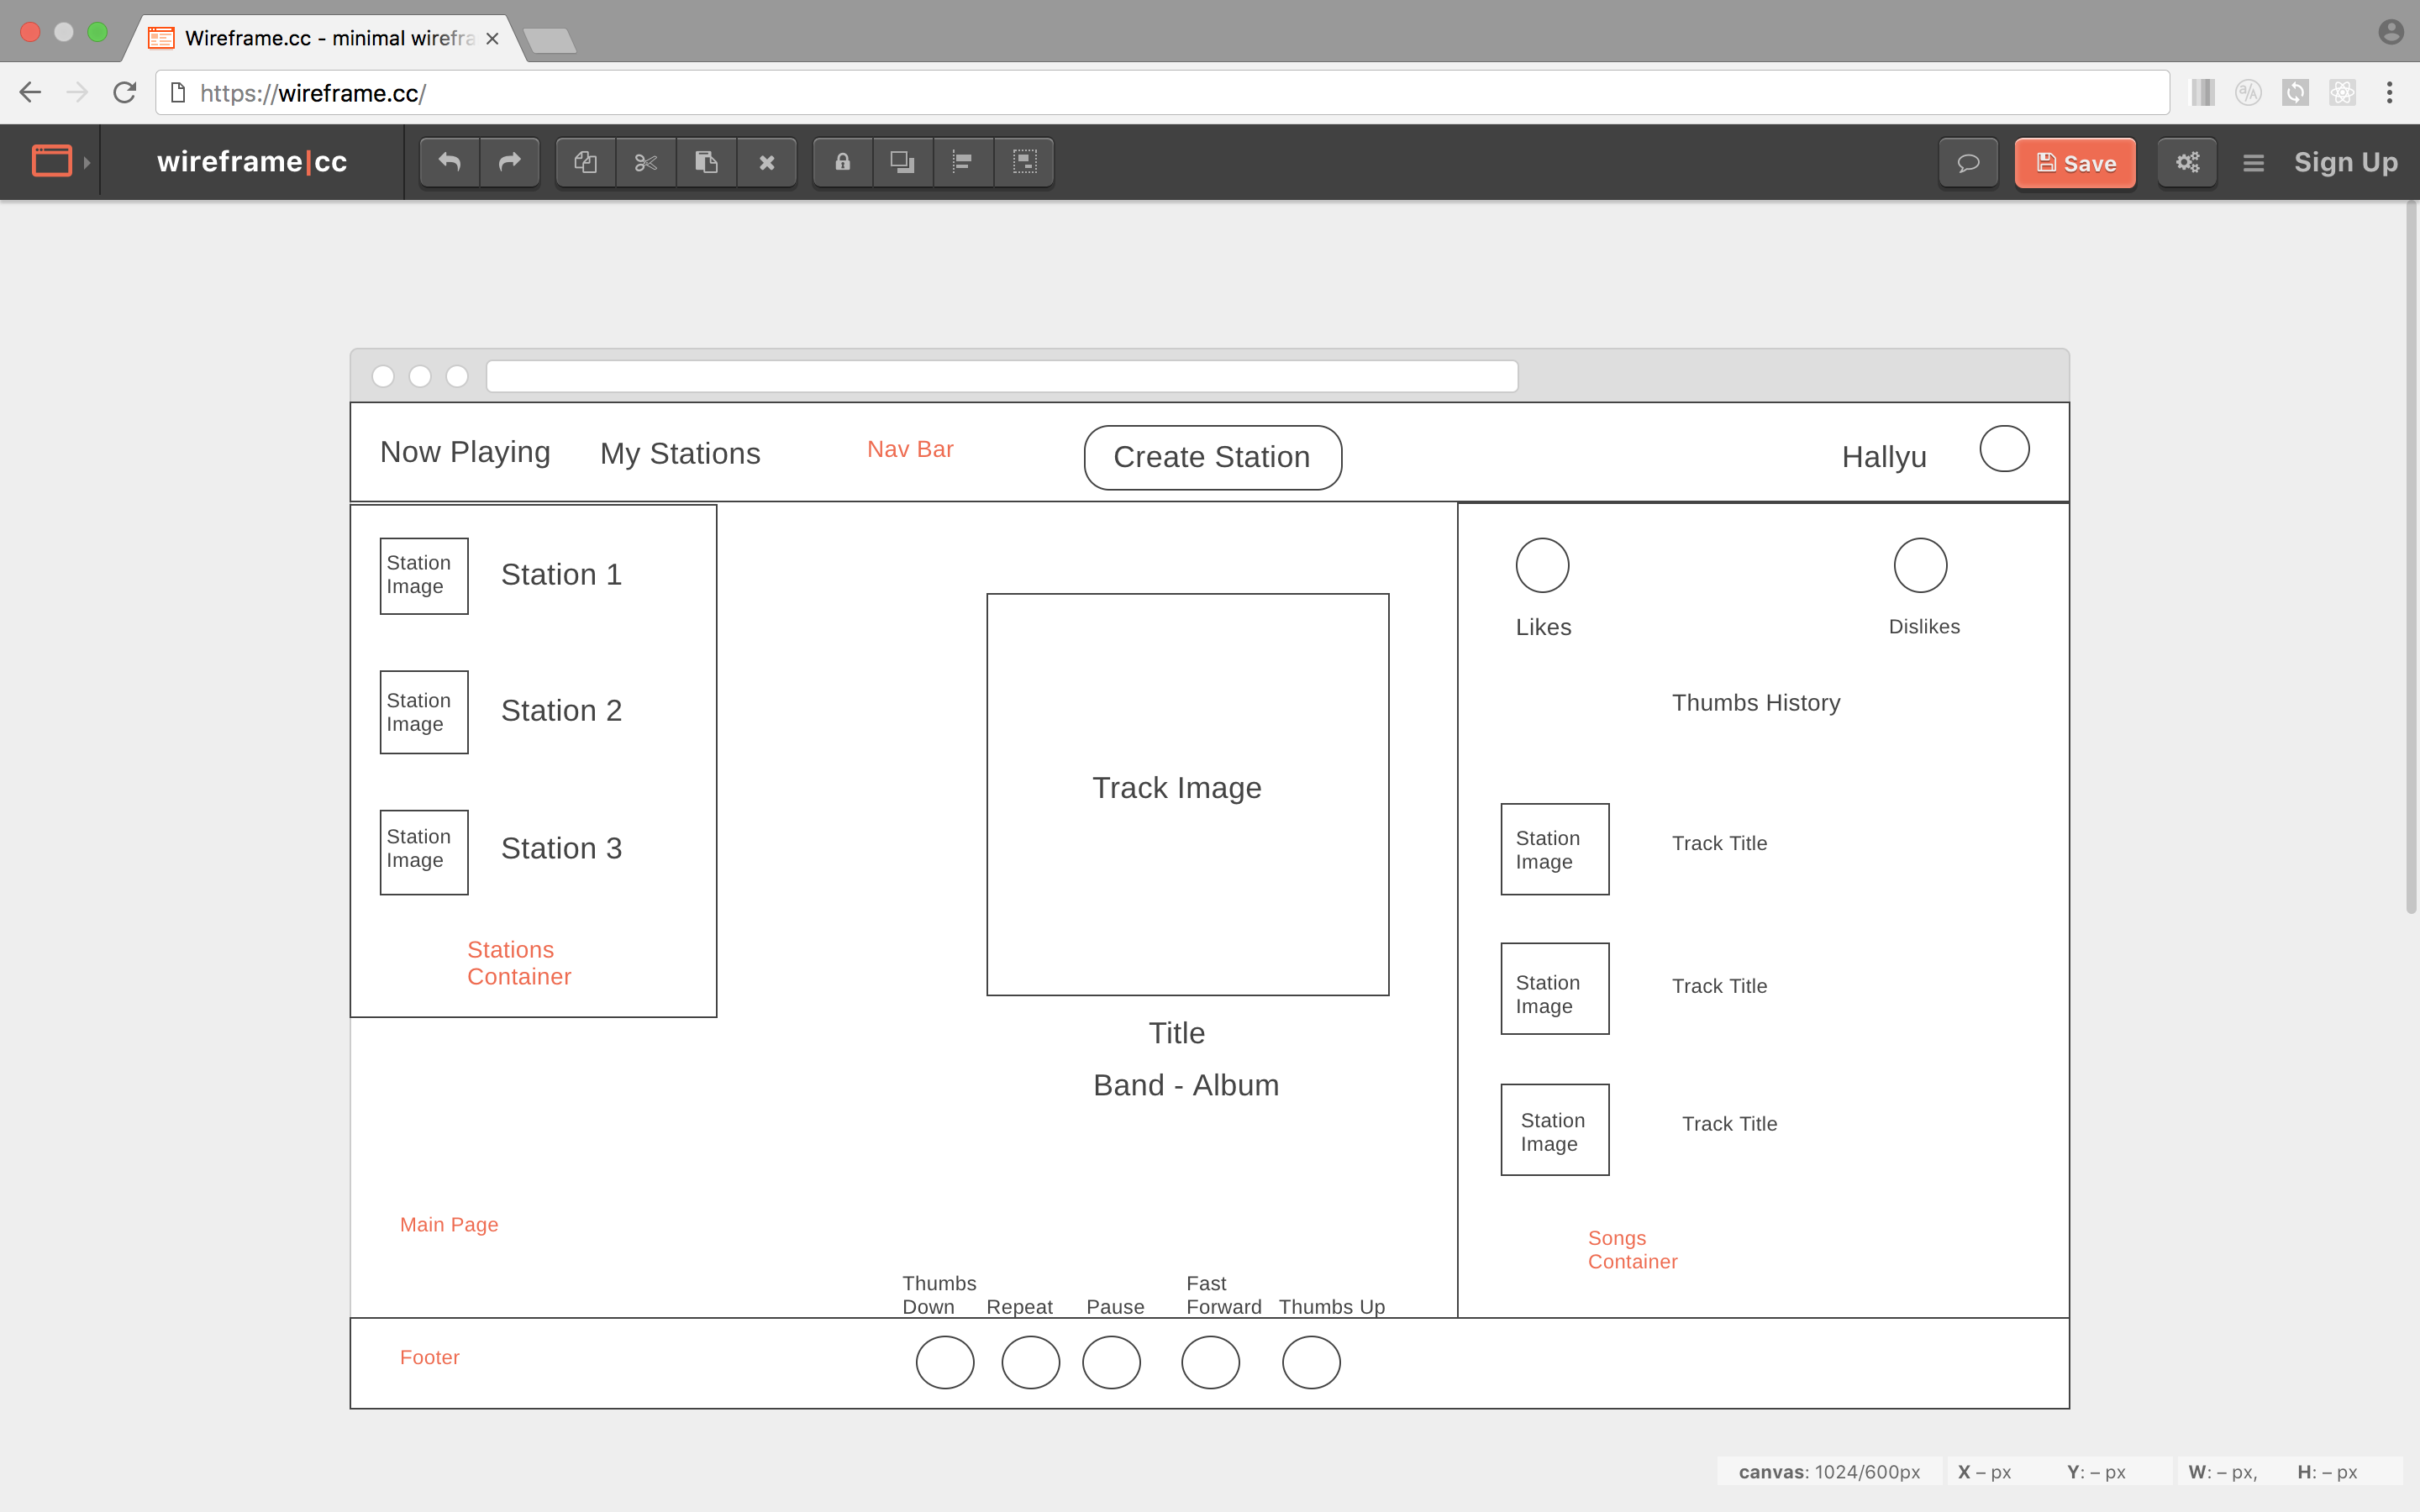 Wireframe.cc - minimal wirefra
https://wireframe.cc/
wireframe|cc
Save
Sign Up
Now Playing
My Stations
Nav Bar
Create Station
Hallyu
Station
Image
Station 1
Station
Image
Station 2
Station
Image
Station 3
Stations
Container
Track Image
Title
Band - Album
Likes
Dislikes
Thumbs History
Station
Image
Track Title
Station
Image
Track Title
Station
Image
Track Title
Songs
Container
Main Page
Thumbs
Down
Repeat
Pause
Fast
Forward
Thumbs Up
Footer
canvas: 1024/600px X – px Y: – px W: – px, H: – px